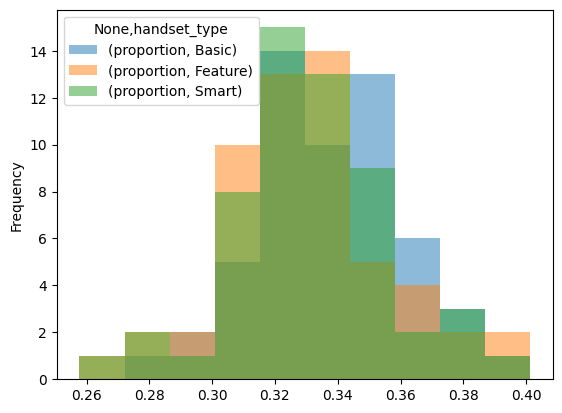 None,handset_type
(proportion, Basic)
(proportion, Feature)
(proportion, Smart)
Frequency
14
12
10
8
6
4
2
0
0.26 0.28 0.30 0.32 0.34 0.36 0.38 0.40